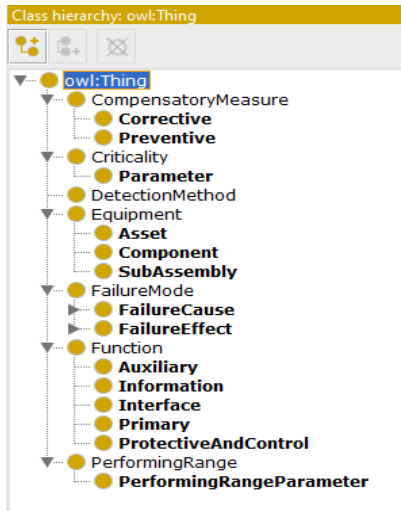 Class hierarchy: owl:Thing
owl:Thing
CompensatoryMeasure
Corrective
Preventive
Criticality
Parameter
DetectionMethod
Equipment
Asset
Component
SubAssembly
FailureMode
FailureCause
FailureEffect
Function
Auxiliary
Information
Interface
Primary
ProtectiveAndControl
PerformingRange
PerformingRangeParameter